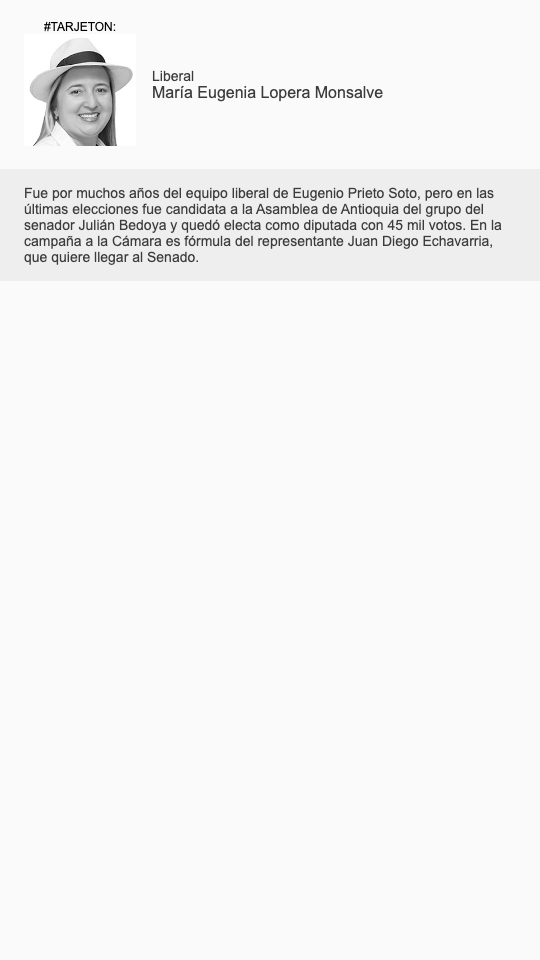 #TARJETON:
Liberal
María Eugenia Lopera Monsalve
Fue por muchos años del equipo liberal de Eugenio Prieto Soto, pero en las
últimas elecciones fue candidata a la Asamblea de Antioquia del grupo del
senador Julián Bedoya y quedó electa como diputada con 45 mil votos. En la
campaña a la Cámara es fórmula del representante Juan Diego Echavarria,
que quiere llegar al Senado.